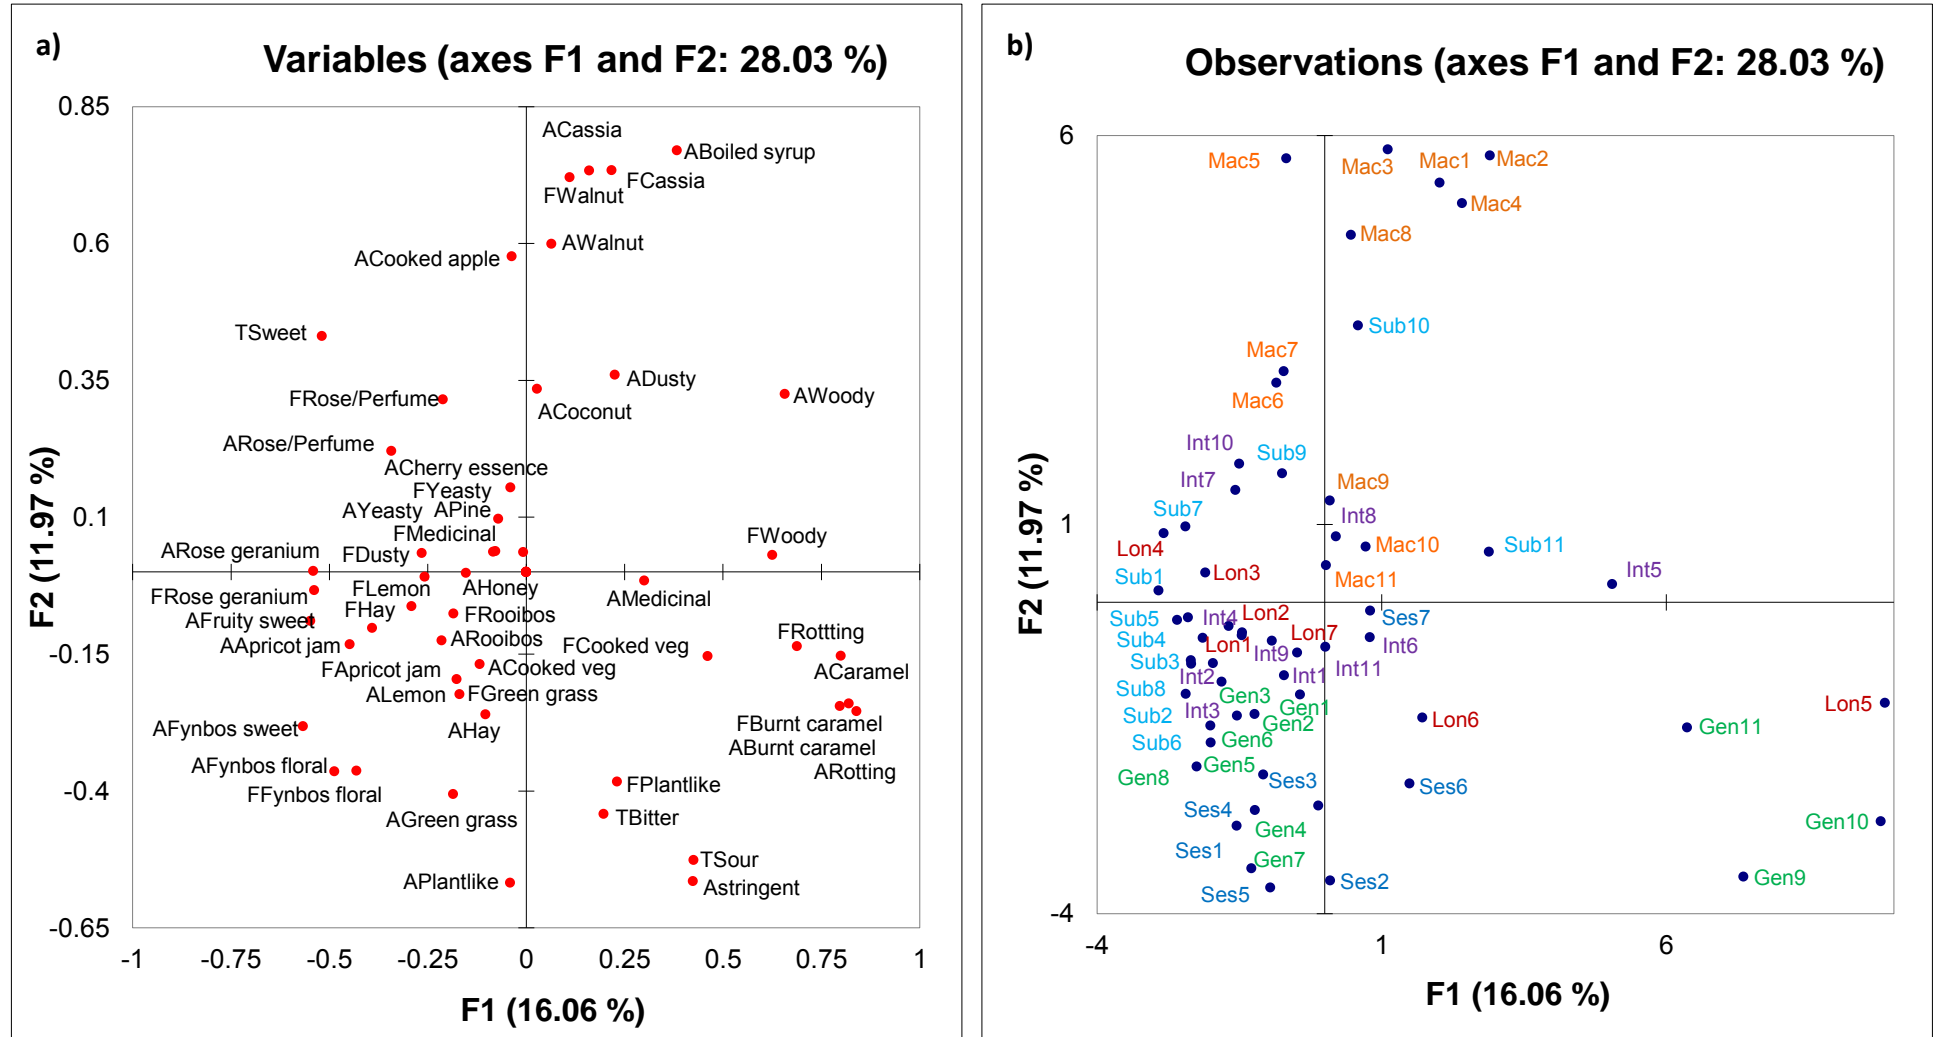 a)
Variables (axes F1 and F2: 28.03 %)
0.85
ACassia
ABoiled syrup
FCassia
FWalnut
0.6
AWalnut
ACooked apple
TSweet
0.35
ADusty
FRose/Perfume
AWoody
ACoconut
ARose/Perfume
ACherry essence
FYeasty
AYeasty
APine
0.1
FMedicinal
FWoody
ARose geranium
FDusty
FLemon
AHoney
FRose geranium
AMedicinal
FHay
FRooibos
AFruity sweet
AApricot jam
ARooibos
FCooked veg
FRottting
-0.15
FApricot jam
ACooked veg
ACaramel
ALemon
FGreen grass
AFynbos sweet
AHay
FBurnt caramel
ABurnt caramel
AFynbos floral
ARotting
FFynbos floral
FPlantlike
-0.4
AGreen grass
TBitter
TSour
APlantlike
Astringent
-0.65
-1
-0.75
-0.5
-0.25
0
0.25
0.5
0.75
1
F1 (16.06 %)
F2 (11.97 %)
b)
Observations (axes F1 and F2: 28.03 %)
6
Mac5
Mac3
Mac1
Mac2
Mac4
Mac8
Sub10
Mac7
Mac6
Int10
Sub9
Int7
Mac9
Sub7
Int8
1
Lon4
Mac10
Sub11
Lon3
Int5
Sub1
Mac11
Sub5
Int4
Lon2
Ses7
Sub4
Lon1
Lon7
Int6
Sub3
Int9
Int2
Int1
Int11
Sub8
Gen3
Gen1
Lon5
Sub2
Int3
Gen2
Lon6
Gen11
Sub6
Gen6
Gen8
Gen5
Ses3
Ses6
Ses4
Gen4
Gen10
Ses1
Gen7
Gen9
Ses5
Ses2
-4
-4
1
6
F1 (16.06 %)
F2 (11.97 %)